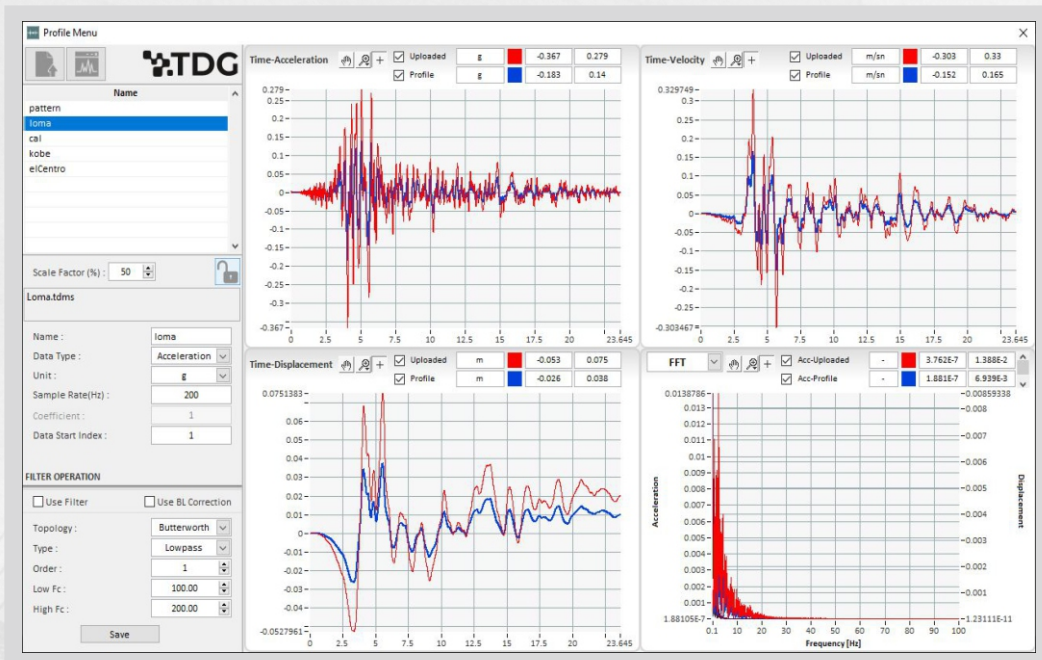 Profile Menu
TDG
Name
pattern
loma
cal
kobe
elCentro
Scale Factor (%) : 50
Loma.tdms
Name : loma
Data Type : Acceleration
Unit : g
Sample Rate(Hz) : 200
Coefficient : 1
Data Start Index : 1
FILTER OPERATION
Use Filter Use BL Correction
Topology : Butterworth
Type : Lowpass
Order : 1
Low Fc : 100.00
High Fc : 200.00
Save
Time-Acceleration Uploaded g -0.367 0.279
Profile g -0.183 0.14
0.279
0.25
0.2
0.15
0.1
0.05
0
-0.05
-0.1
-0.15
-0.2
-0.25
-0.3
-0.367
0 2.5 5 7.5 10 12.5 15 17.5 20 23.645
Time-Velocity Uploaded m/sn -0.303 0.33
Profile m/sn -0.152 0.165
0.329749
0.3
0.25
0.2
0.15
0.1
0.05
0
-0.05
-0.1
-0.15
-0.2
-0.25
-0.303467
0 2.5 5 7.5 10 12.5 15 17.5 20 23.645
Time-Displacement Uploaded m -0.053 0.075
Profile m -0.026 0.038
0.0751383
0.06
0.05
0.04
0.03
0.02
0.01
0
-0.01
-0.02
-0.03
-0.04
-0.0527961
0 2.5 5 7.5 10 12.5 15 17.5 20 23.645
FFT Acc-Uploaded - 3.762E-7 1.388E-2
Acc-Profile - 1.881E-7 6.939E-3
0.0138786
0.013
0.012
0.011
0.01
0.009
0.008
0.007
0.006
0.005
0.004
0.003
0.002
0.001
1.88105E-7
Acceleration
0.00859338
0.008
0.007
0.006
0.005
0.004
0.003
0.002
0.001
1.23111E-11
Displacement
0.1 10 20 30 40 50 60 70 80 90 100
Frequency [Hz]